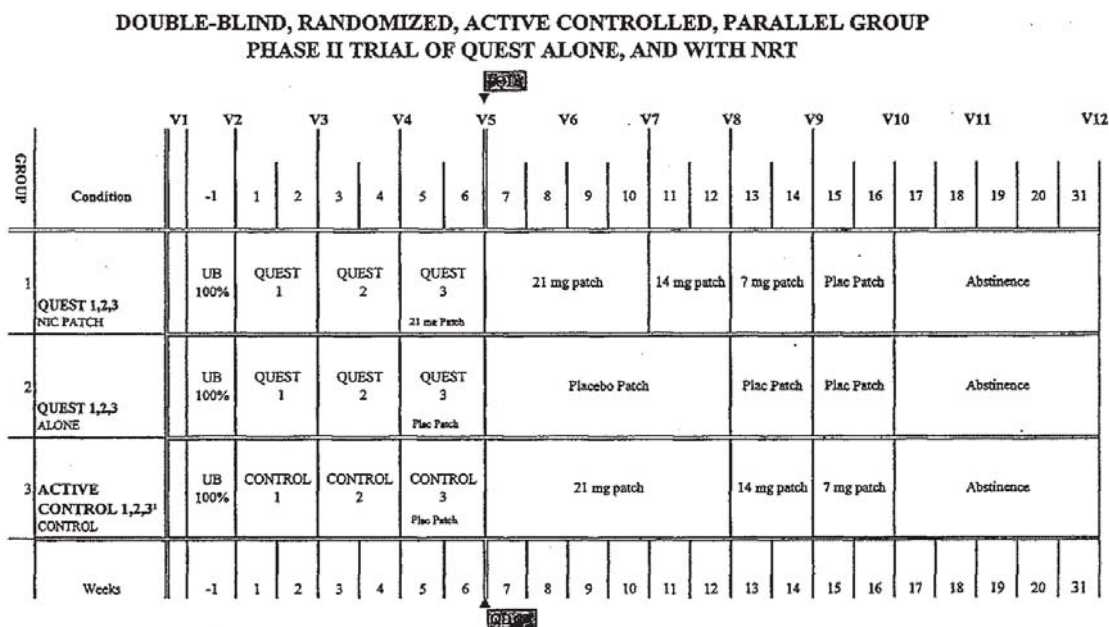 DOUBLE-BLIND, RANDOMIZED, ACTIVE CONTROLLED, PARALLEL GROUP
PHASE II TRIAL OF QUEST ALONE, AND WITH NRT
V1 V2 V3 V4 V5 V6 V7 V8 V9 V10 V11 V12
GROUP
Condition -1 1 2 3 4 5 6 7 8 9 10 11 12 13 14 15 16 17 18 19 20 31
1
QUEST 1,2,3
NIC PATCH
UB
100%
QUEST
1
QUEST
2
QUEST
3
21 mg Patch
21 mg patch
14 mg patch
7 mg patch
Plac Patch
Abstinence
2
QUEST 1,2,3
ALONE
UB
100%
QUEST
1
QUEST
2
QUEST
3
Plac Patch
Placebo Patch
Plac Patch
Plac Patch
Abstinence
3
ACTIVE
CONTROL 1,2,3¹
CONTROL
UB
100%
CONTROL
1
CONTROL
2
CONTROL
3
Plac Patch
21 mg patch
14 mg patch
7 mg patch
Abstinence
Weeks -1 1 2 3 4 5 6 7 8 9 10 11 12 13 14 15 16 17 18 19 20 31